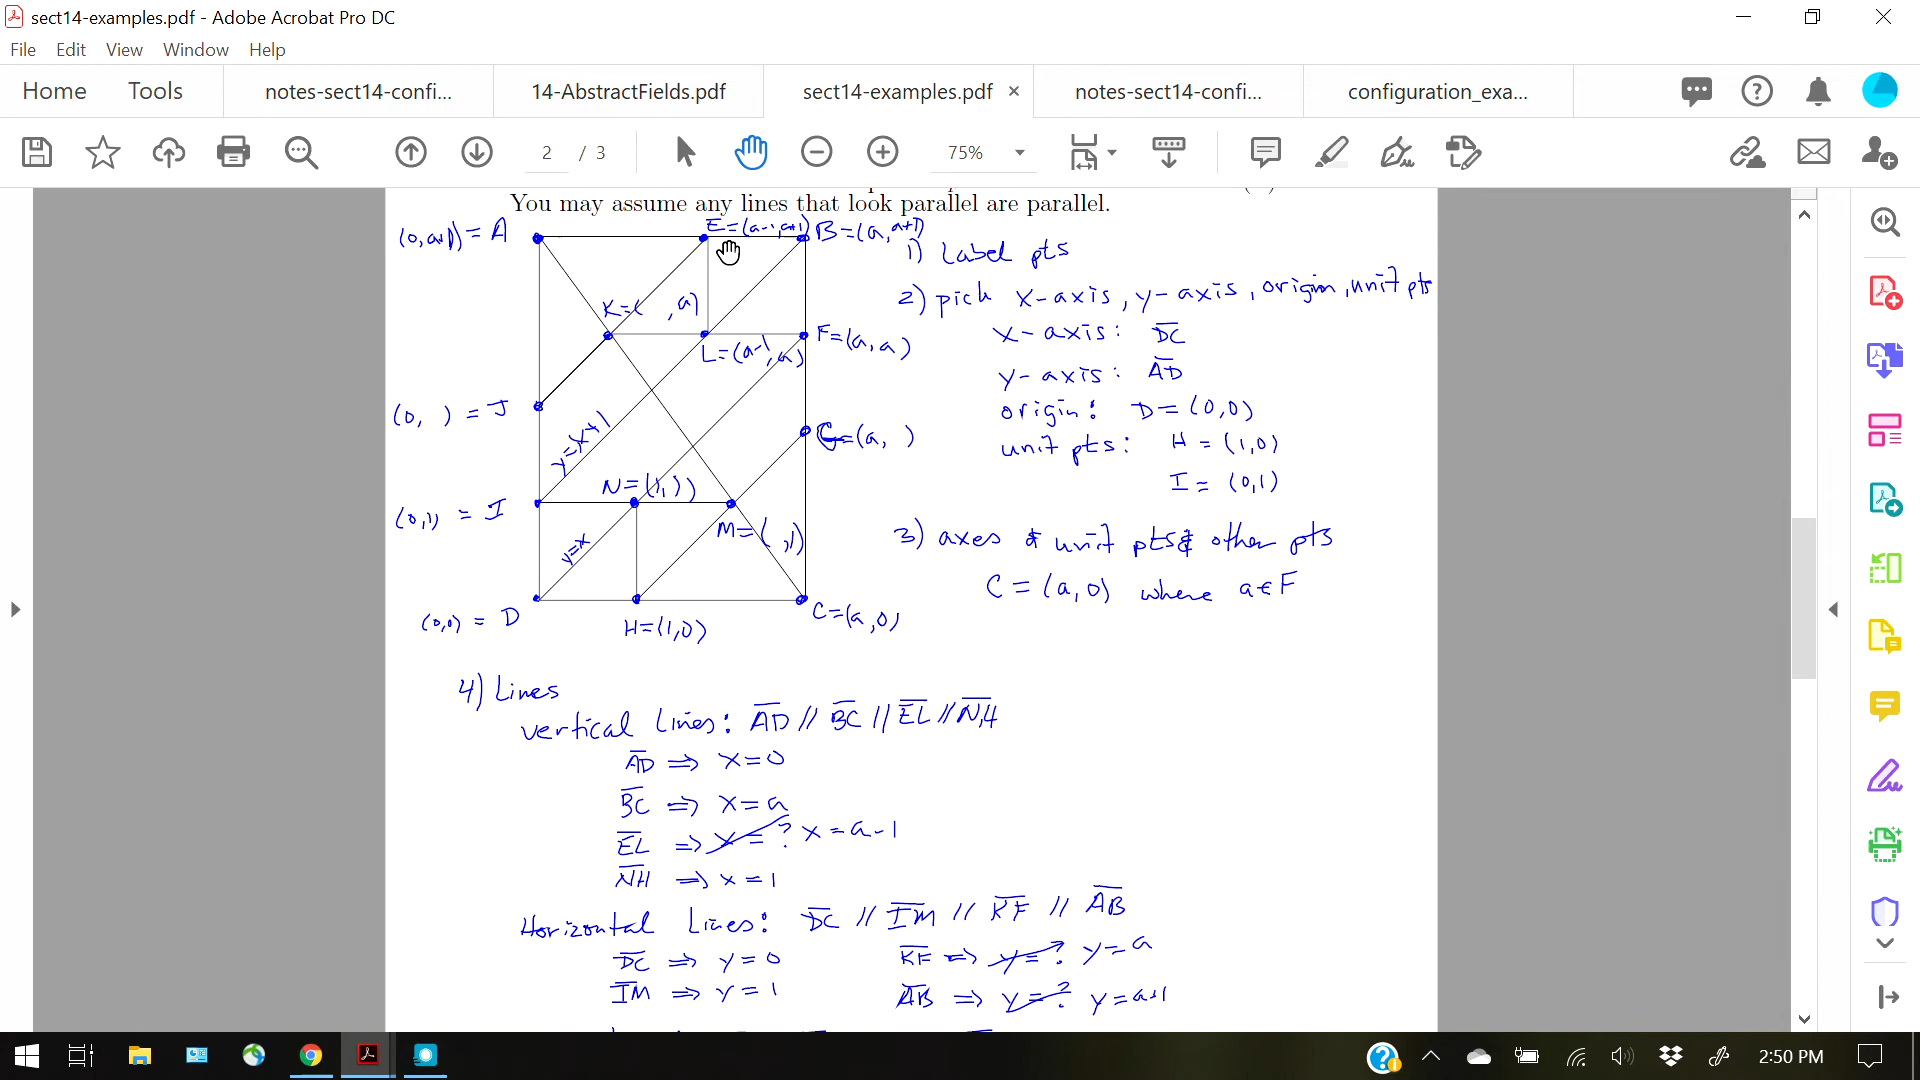 sect14-examples.pdf - Adobe Acrobat Pro DC
File Edit View Window Help
Home Tools notes-sect14-confi... 14-AbstractFields.pdf sect14-examples.pdf × notes-sect14-confi... configuration_exa...
2 / 3 75%
You may assume any lines that look parallel are parallel.
(0, a+1) = A
E=(a-1, a+1)
B=(a, a+1)
1) Label pts
2) pick x-axis, y-axis, origin, unit pts
K=( , a)
x-axis: DC
F=(a, a)
L=(a-1, a)
y-axis: AD
(0, ) = J
origin: D=(0,0)
y=x+1
G=(a, )
unit pts: H = (1,0)
I = (0,1)
N=(1,1)
(0,1) = I
M=( ,1)
3) axes & unit pts & other pts
y=x
C = (a,0) where a∈F
(0,0) = D
H=(1,0)
C=(a,0)
4) Lines
vertical lines: AD // BC // EL // NH
AD ⇒ x=0
BC ⇒ x=a
EL ⇒ x=? x=a-1
NH ⇒ x=1
Horizontal Lines: DC // IM // KF // AB
DC ⇒ y=0
KF ⇒ y=? y=a
IM ⇒ y=1
AB ⇒ y=? y=a+1
2:50 PM